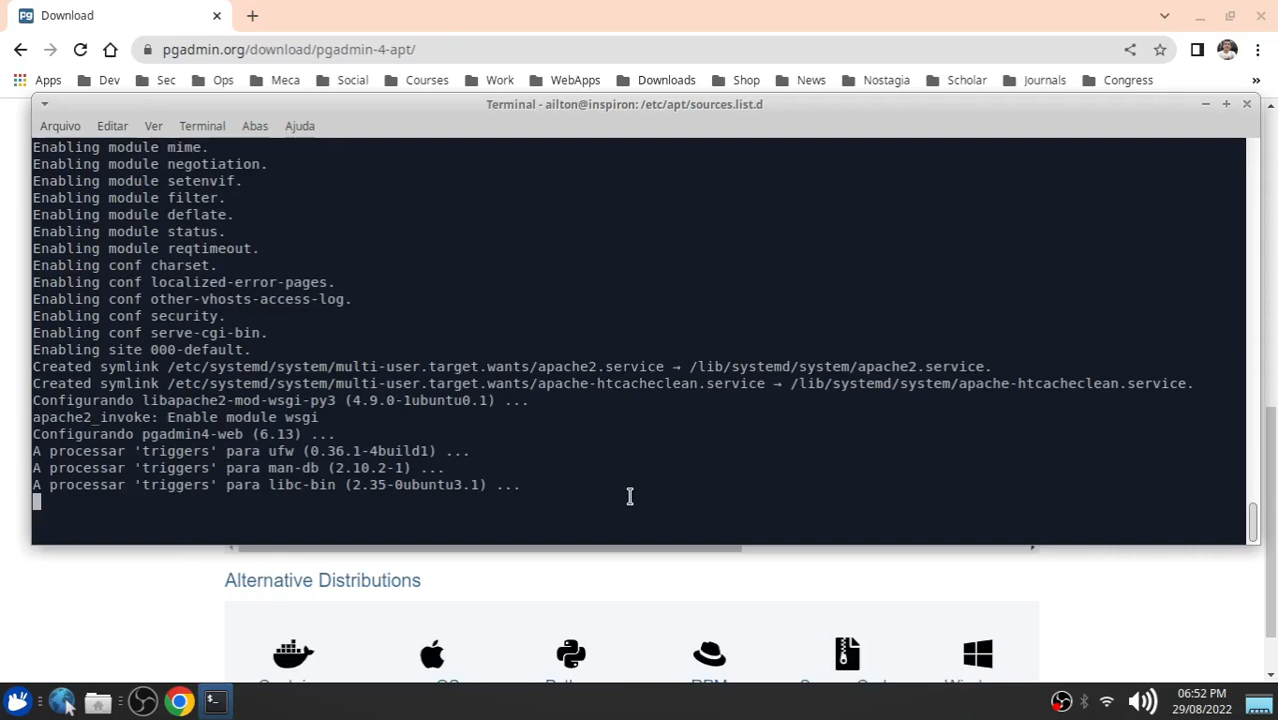 Download
pgadmin.org/download/pgadmin-4-apt/
Apps Dev Sec Ops Meca Social Courses Work WebApps Downloads Shop News Nostagia Scholar Journals Congress »
Terminal - ailton@inspiron: /etc/apt/sources.list.d
Arquivo Editar Ver Terminal Abas Ajuda
Enabling module mime.
Enabling module negotiation.
Enabling module setenvif.
Enabling module filter.
Enabling module deflate.
Enabling module status.
Enabling module reqtimeout.
Enabling conf charset.
Enabling conf localized-error-pages.
Enabling conf other-vhosts-access-log.
Enabling conf security.
Enabling conf serve-cgi-bin.
Enabling site 000-default.
Created symlink /etc/systemd/system/multi-user.target.wants/apache2.service → /lib/systemd/system/apache2.service.
Created symlink /etc/systemd/system/multi-user.target.wants/apache-htcacheclean.service → /lib/systemd/system/apache-htcacheclean.service.
Configurando libapache2-mod-wsgi-py3 (4.9.0-1ubuntu0.1) ...
apache2_invoke: Enable module wsgi
Configurando pgadmin4-web (6.13) ...
A processar 'triggers' para ufw (0.36.1-4build1) ...
A processar 'triggers' para man-db (2.10.2-1) ...
A processar 'triggers' para libc-bin (2.35-0ubuntu3.1) ...
Alternative Distributions
06:52 PM
29/08/2022